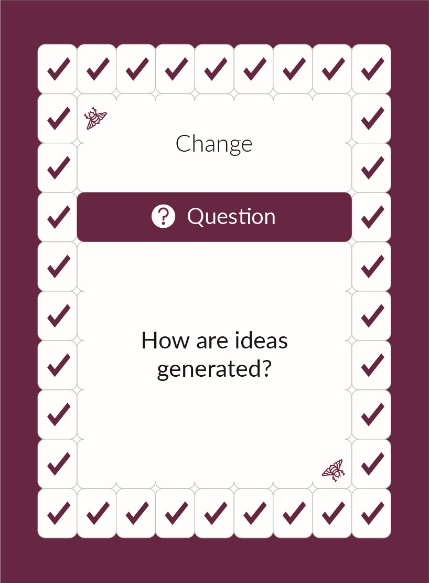 Change
? Question
How are ideas
generated?